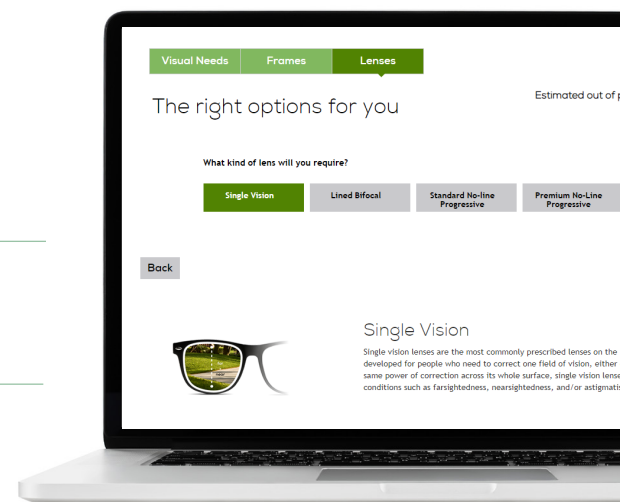 Visual Needs Frames Lenses
The right options for you
Estimated out of p
What kind of lens will you require?
Single Vision
Lined Bifocal
Standard No-line
Progressive
Premium No-Line
Progressive
Back
Single Vision
Single vision lenses are the most commonly prescribed lenses on the
developed for people who need to correct one field of vision, either
same power of correction across its whole surface, single vision lense
conditions such as farsightedness, nearsightedness, and/or astigmatis